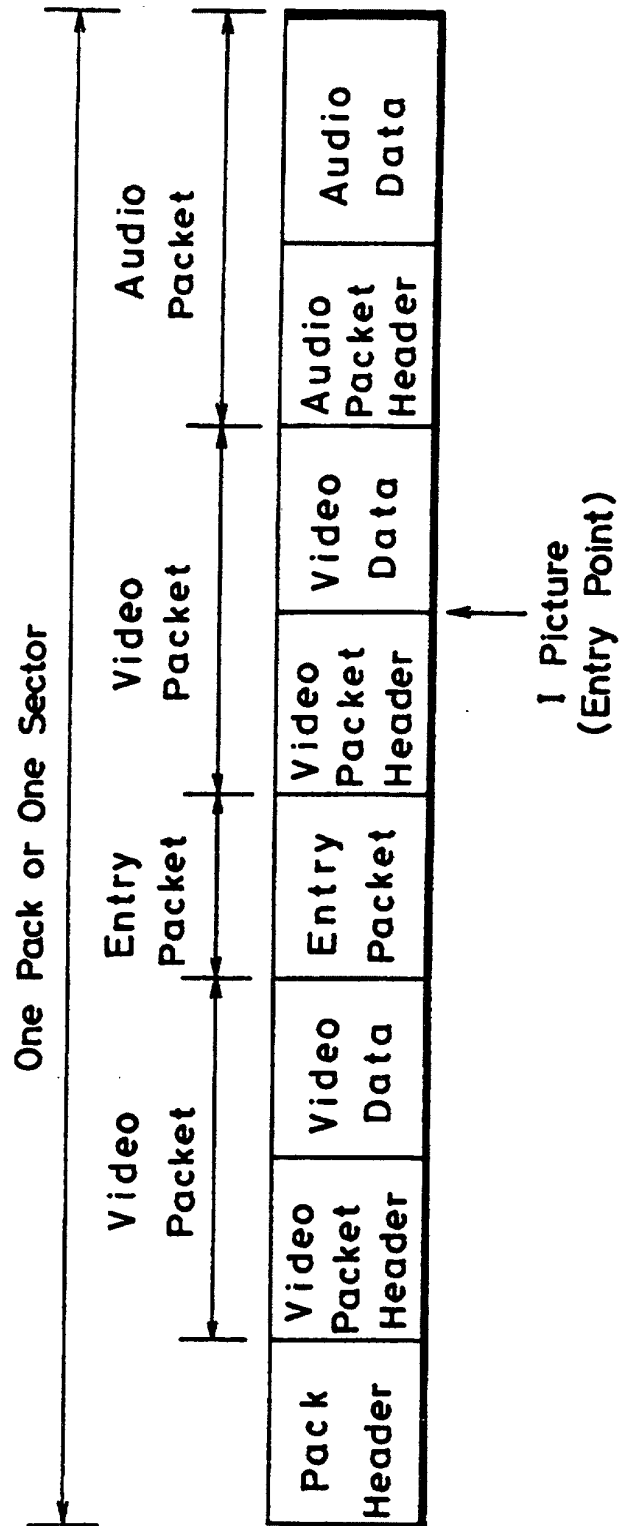 One Pack or One Sector
Video
Packet
Entry
Packet
Video
Packet
Audio
Packet
Pack
Header
Video
Packet
Header
Video
Data
Entry
Packet
Video
Packet
Header
Video
Data
Audio
Packet
Header
Audio
Data
I Picture
(Entry Point)